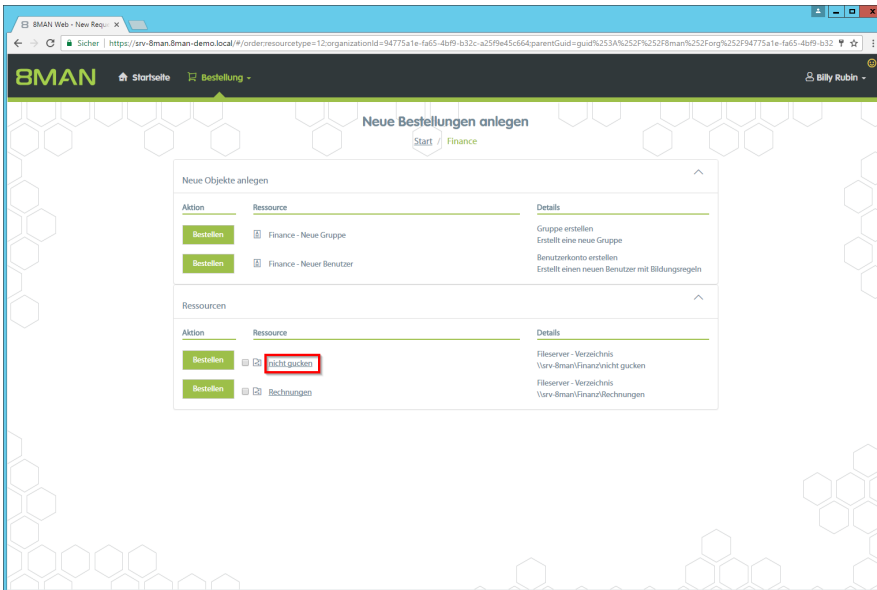 8MAN Web - New Requ
Sicher | https://srv-8man.8man-demo.local/#/order;resourcetype=12;organizationId=94775a1e-fa65-4bf9-b32c-a25f9e45c664;parentGuid=guid%253A%252F%252F8man%252Forg%252F94775a1e-fa65-4bf9-b32
8MAN Startseite Bestellung Billy Rubin
Neue Bestellungen anlegen
Start / Finance
Neue Objekte anlegen
Aktion Ressource Details
Bestellen Finance - Neue Gruppe Gruppe erstellen
Erstellt eine neue Gruppe
Bestellen Finance - Neuer Benutzer Benutzerkonto erstellen
Erstellt einen neuen Benutzer mit Bildungsregeln
Ressourcen
Aktion Ressource Details
Bestellen nicht gucken Fileserver - Verzeichnis
\\srv-8man\Finanz\nicht gucken
Bestellen Rechnungen Fileserver - Verzeichnis
\\srv-8man\Finanz\Rechnungen